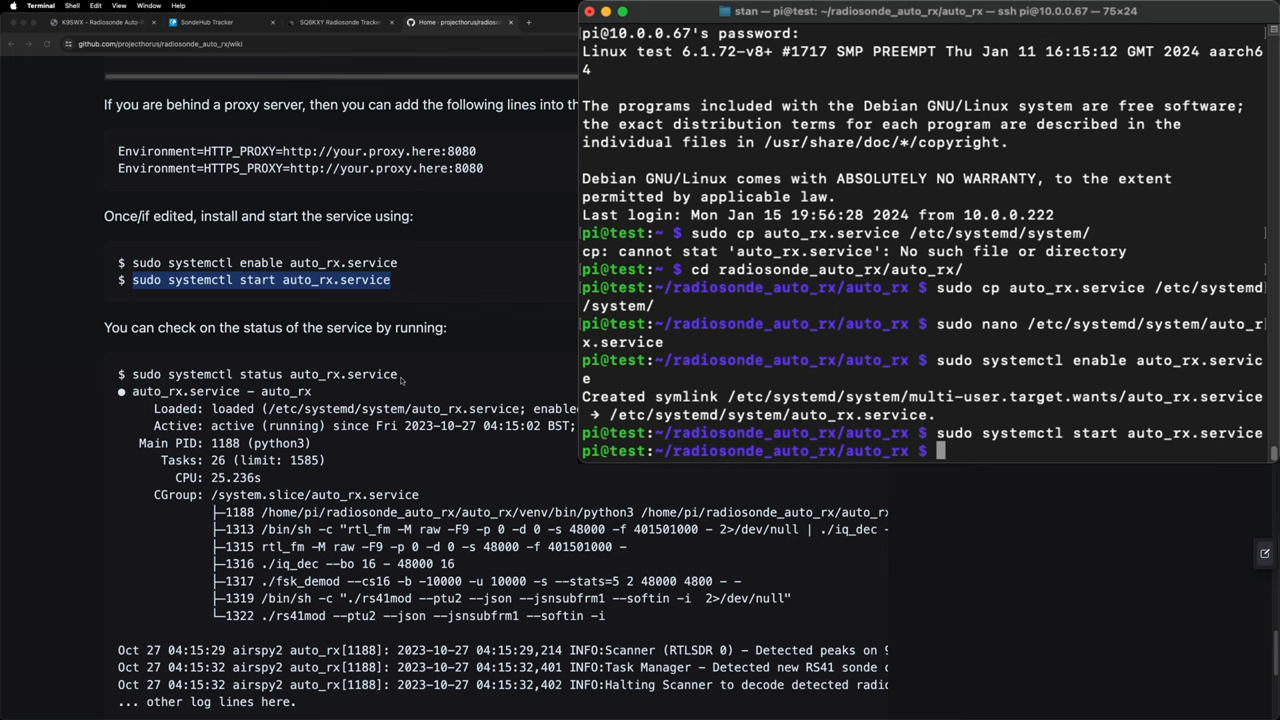 Terminal Shell Edit View Window Help
K9SWX - Radiosonde Auto-
SondeHub Tracker
SQ6KXY Radiosonde Tracker
Home · projecthorus/radioso
github.com/projecthorus/radiosonde_auto_rx/wiki
If you are behind a proxy server, then you can add the following lines into th
Environment=HTTP_PROXY=http://your.proxy.here:8080
Environment=HTTPS_PROXY=http://your.proxy.here:8080
Once/if edited, install and start the service using:
$ sudo systemctl enable auto_rx.service
$ sudo systemctl start auto_rx.service
You can check on the status of the service by running:
$ sudo systemctl status auto_rx.service
● auto_rx.service - auto_rx
Loaded: loaded (/etc/systemd/system/auto_rx.service; enabled
Active: active (running) since Fri 2023-10-27 04:15:02 BST;
Main PID: 1188 (python3)
Tasks: 26 (limit: 1585)
CPU: 25.236s
CGroup: /system.slice/auto_rx.service
├─1188 /home/pi/radiosonde_auto_rx/auto_rx/venv/bin/python3 /home/pi/radiosonde_auto_rx/auto_rx
├─1313 /bin/sh -c "rtl_fm -M raw -F9 -p 0 -d 0 -s 48000 -f 401501000 - 2>/dev/null | ./iq_dec -
├─1315 rtl_fm -M raw -F9 -p 0 -d 0 -s 48000 -f 401501000 -
├─1316 ./iq_dec --bo 16 - 48000 16
├─1317 ./fsk_demod --cs16 -b -10000 -u 10000 -s --stats=5 2 48000 4800 - -
├─1319 /bin/sh -c "./rs41mod --ptu2 --json --jsnsubfrm1 --softin -i  2>/dev/null"
└─1322 ./rs41mod --ptu2 --json --jsnsubfrm1 --softin -i
Oct 27 04:15:29 airspy2 auto_rx[1188]: 2023-10-27 04:15:29,214 INFO:Scanner (RTLSDR 0) - Detected peaks on 9
Oct 27 04:15:32 airspy2 auto_rx[1188]: 2023-10-27 04:15:32,401 INFO:Task Manager - Detected new RS41 sonde o
Oct 27 04:15:32 airspy2 auto_rx[1188]: 2023-10-27 04:15:32,402 INFO:Halting Scanner to decode detected radio
... other log lines here.
stan — pi@test: ~/radiosonde_auto_rx/auto_rx — ssh pi@10.0.0.67 — 75×24
pi@10.0.0.67's password:
Linux test 6.1.72-v8+ #1717 SMP PREEMPT Thu Jan 11 16:15:12 GMT 2024 aarch6
4
The programs included with the Debian GNU/Linux system are free software;
the exact distribution terms for each program are described in the
individual files in /usr/share/doc/*/copyright.
Debian GNU/Linux comes with ABSOLUTELY NO WARRANTY, to the extent
permitted by applicable law.
Last login: Mon Jan 15 19:56:28 2024 from 10.0.0.222
pi@test:~ $ sudo cp auto_rx.service /etc/systemd/system/
cp: cannot stat 'auto_rx.service': No such file or directory
pi@test:~ $ cd radiosonde_auto_rx/auto_rx/
pi@test:~/radiosonde_auto_rx/auto_rx $ sudo cp auto_rx.service /etc/systemd
/system/
pi@test:~/radiosonde_auto_rx/auto_rx $ sudo nano /etc/systemd/system/auto_r
x.service
pi@test:~/radiosonde_auto_rx/auto_rx $ sudo systemctl enable auto_rx.servic
e
Created symlink /etc/systemd/system/multi-user.target.wants/auto_rx.service
→ /etc/systemd/system/auto_rx.service.
pi@test:~/radiosonde_auto_rx/auto_rx $ sudo systemctl start auto_rx.service
pi@test:~/radiosonde_auto_rx/auto_rx $